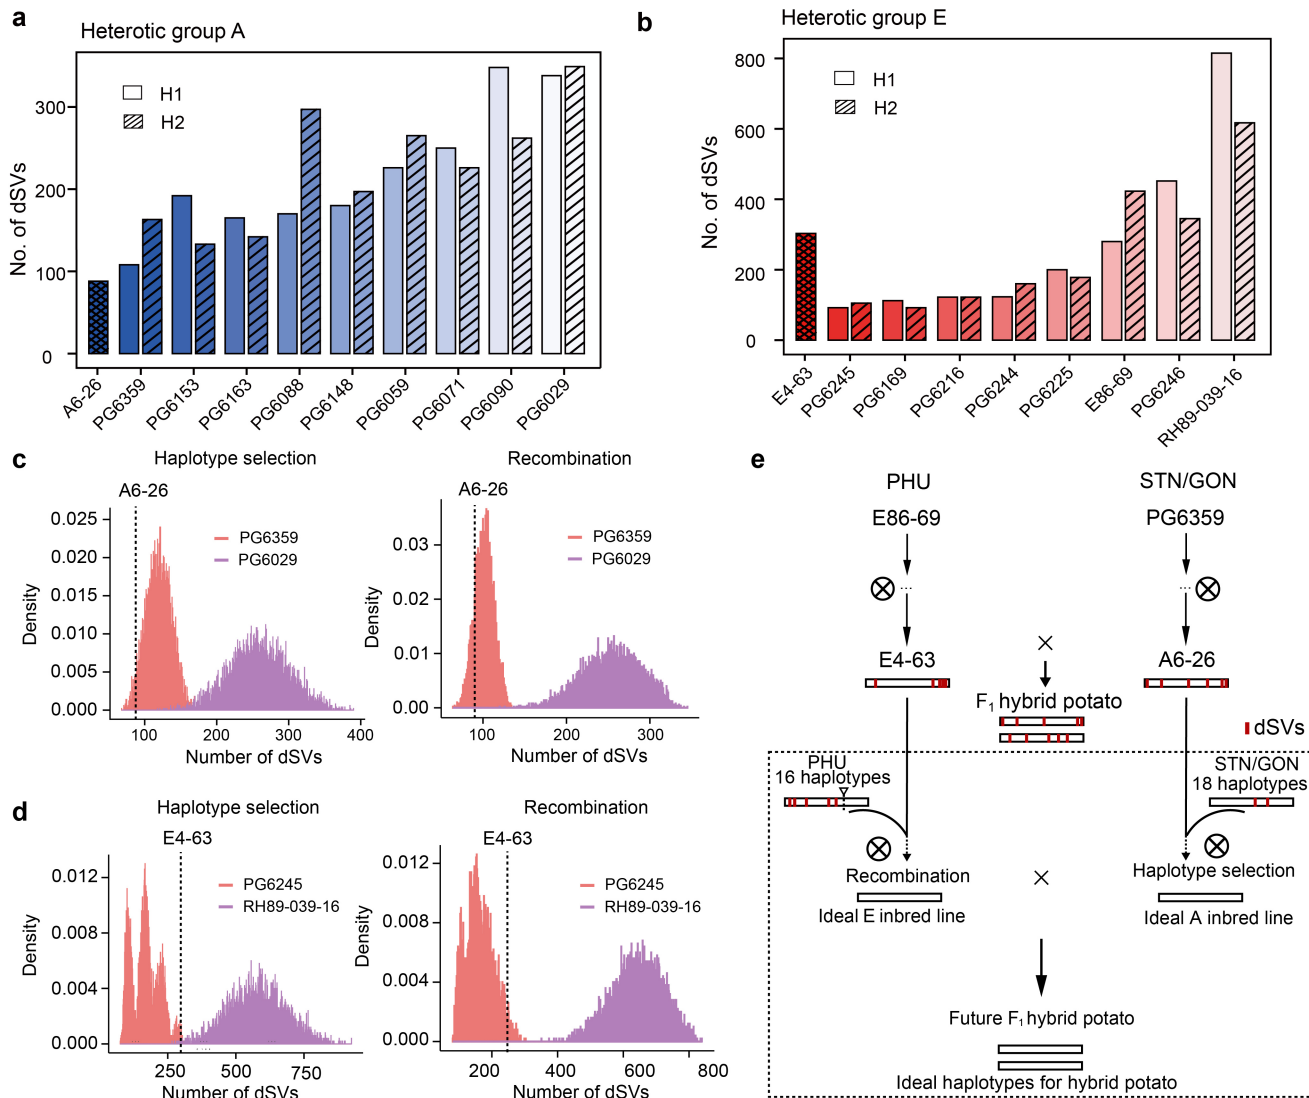 a
Heterotic group A
H1
H2
No. of dSVs
300
200
100
0
A6-26
PG6359
PG6153
PG6163
PG6088
PG6148
PG6059
PG6071
PG6090
PG6029
b
Heterotic group E
H1
H2
No. of dSVs
800
600
400
200
0
E4-63
PG6245
PG6169
PG6216
PG6244
PG6225
E86-69
PG6246
RH89-039-16
c
Haplotype selection
A6-26
PG6359
PG6029
Density
0.025
0.020
0.015
0.010
0.005
0.000
100
200
300
400
Number of dSVs
Recombination
A6-26
PG6359
PG6029
Density
0.03
0.02
0.01
0.00
100
200
300
Number of dSVs
d
Haplotype selection
E4-63
PG6245
RH89-039-16
Density
0.012
0.008
0.004
0.000
250
500
750
Number of dSVs
Recombination
E4-63
PG6245
RH89-039-16
Density
0.012
0.008
0.004
0.000
200
400
600
800
Number of dSVs
e
PHU
STN/GON
E86-69
PG6359
...
...
E4-63
×
A6-26
F1 hybrid potato
dSVs
PHU
16 haplotypes
STN/GON
18 haplotypes
Recombination
×
Haplotype selection
Ideal E inbred line
Ideal A inbred line
Future F1 hybrid potato
Ideal haplotypes for hybrid potato